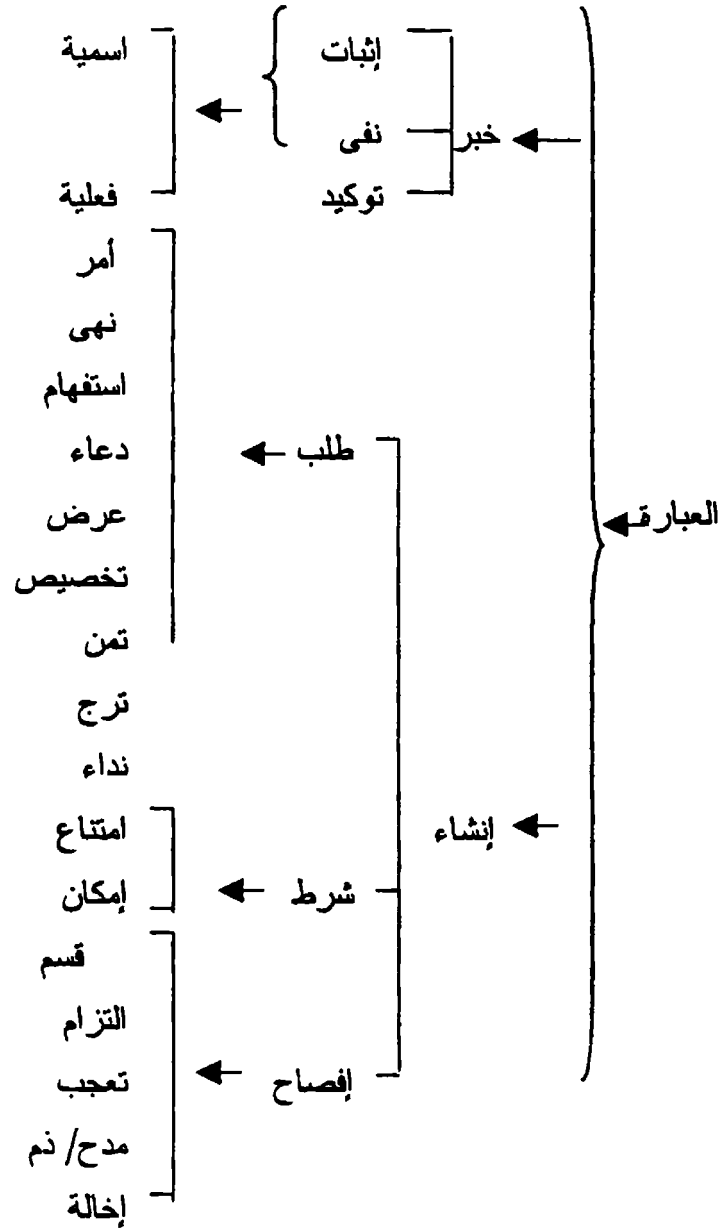 العبارة
خبر
إثبات
نفى
توكيد
اسمية
فعلية
إنشاء
طلب
أمر
نهى
استفهام
دعاء
عرض
تخصيص
تمن
ترج
نداء
شرط
امتناع
إمكان
إفصاح
قسم
التزام
تعجب
مدح/ ذم
إخالة